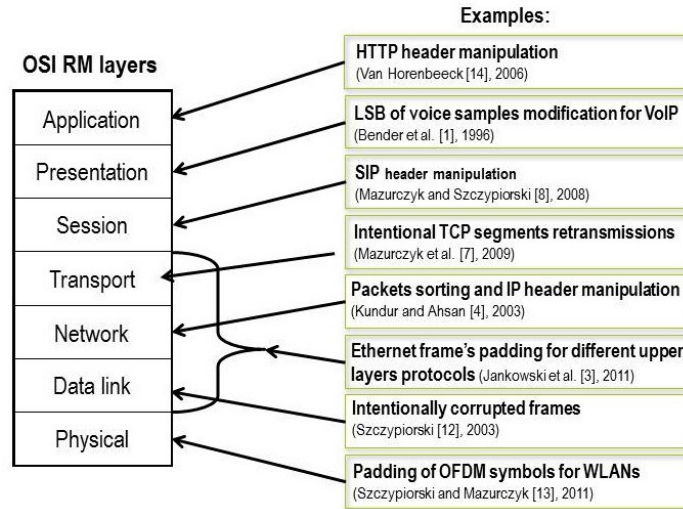 Examples:
OSI RM layers
Application
Presentation
Session
Transport
Network
Data link
Physical
HTTP header manipulation
(Van Horenbeeck [14], 2006)
LSB of voice samples modification for VoIP
(Bender et al. [1], 1996)
SIP header manipulation
(Mazurczyk and Szczypiorski [8], 2008)
Intentional TCP segments retransmissions
(Mazurczyk et al. [7], 2009)
Packets sorting and IP header manipulation
(Kundur and Ahsan [4], 2003)
Ethernet frame's padding for different upper
layers protocols (Jankowski et al. [3], 2011)
Intentionally corrupted frames
(Szczypiorski [12], 2003)
Padding of OFDM symbols for WLANs
(Szczypiorski and Mazurczyk [13], 2011)